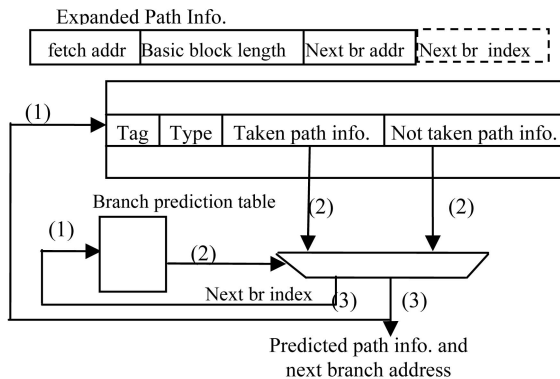 Expanded Path Info.
fetch addr Basic block length Next br addr Next br index
(1)
Tag Type Taken path info. Not taken path info.
Branch prediction table
(2) (2)
(1)
(2)
Next br index (3) (3)
Predicted path info. and
next branch address